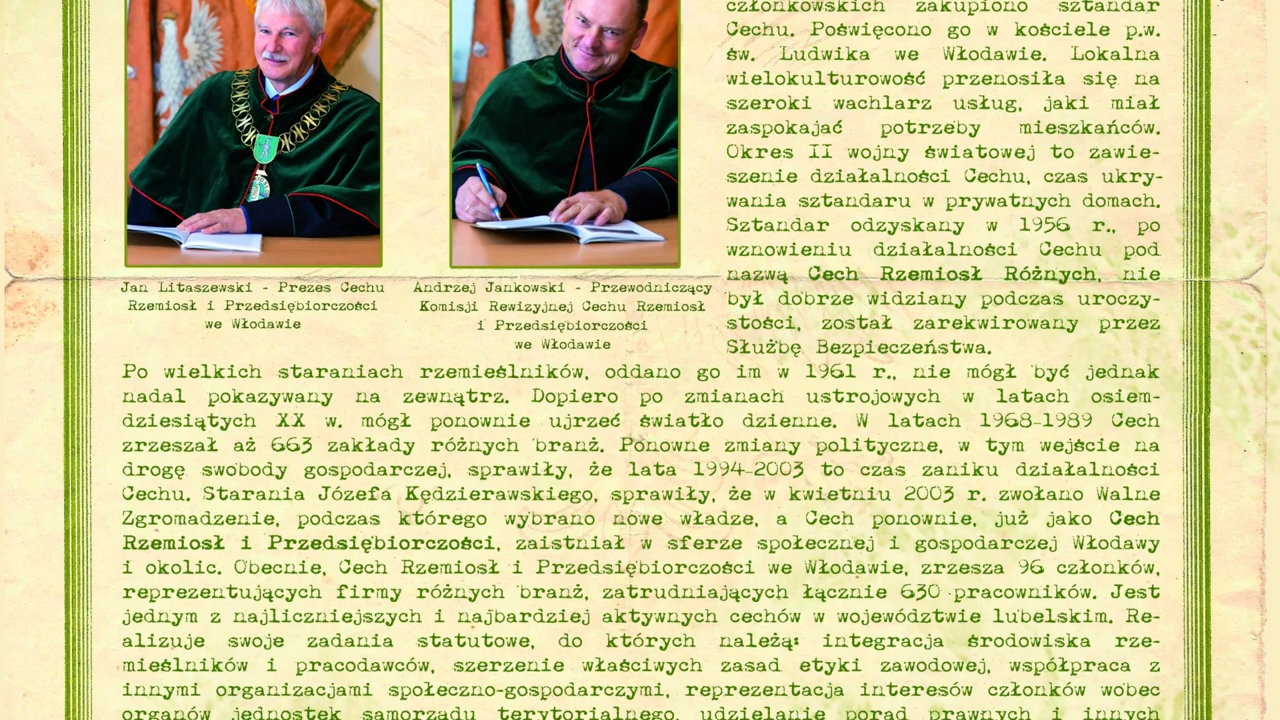 członkowskich zakupiono sztandar
Cechu. Poświęcono go w kościele p.w.
św. Ludwika we Włodawie. Lokalna
wielokulturowość przenosiła się na
szeroki wachlarz usług, jaki miał
zaspokajać potrzeby mieszkańców.
Okres II wojny światowej to zawie-
szenie działalności Cechu, czas ukry-
wania sztandaru w prywatnych domach.
Sztandar odzyskany w 1956 r., po
wznowieniu działalności Cechu pod
nazwą Cech Rzemiosł Różnych, nie
był dobrze widziany podczas uroczy-
stości, został zarekwirowany przez
Służbę Bezpieczeństwa.
Jan Litaszewski - Prezes Cechu
Rzemiosł i Przedsiębiorczości
we Włodawie
Andrzej Jankowski - Przewodniczący
Komisji Rewizyjnej Cechu Rzemiosł
i Przedsiębiorczości
we Włodawie
Po wielkich staraniach rzemieślników, oddano go im w 1961 r., nie mógł być jednak
nadal pokazywany na zewnątrz. Dopiero po zmianach ustrojowych w latach osiem-
dziesiątych XX w. mógł ponownie ujrzeć światło dzienne. W latach 1968-1989 Cech
zrzeszał aż 663 zakłady różnych branż. Ponowne zmiany polityczne, w tym wejście na
drogę swobody gospodarczej, sprawiły, że lata 1994-2003 to czas zaniku działalności
Cechu. Starania Józefa Kędzierawskiego, sprawiły, że w kwietniu 2003 r. zwołano Walne
Zgromadzenie, podczas którego wybrano nowe władze, a Cech ponownie, już jako Cech
Rzemiosł i Przedsiębiorczości, zaistniał w sferze społecznej i gospodarczej Włodawy
i okolic. Obecnie, Cech Rzemiosł i Przedsiębiorczości we Włodawie, zrzesza 96 członków,
reprezentujących firmy różnych branż, zatrudniających łącznie 630 pracowników. Jest
jednym z najliczniejszych i najbardziej aktywnych cechów w województwie lubelskim. Re-
alizuje swoje zadania statutowe, do których należą: integracja środowiska rze-
mieślników i pracodawców, szerzenie właściwych zasad etyki zawodowej, współpraca z
innymi organizacjami społeczno-gospodarczymi, reprezentacja interesów członków wobec
organów jednostek samorządu terytorialnego, udzielanie porad prawnych i innych